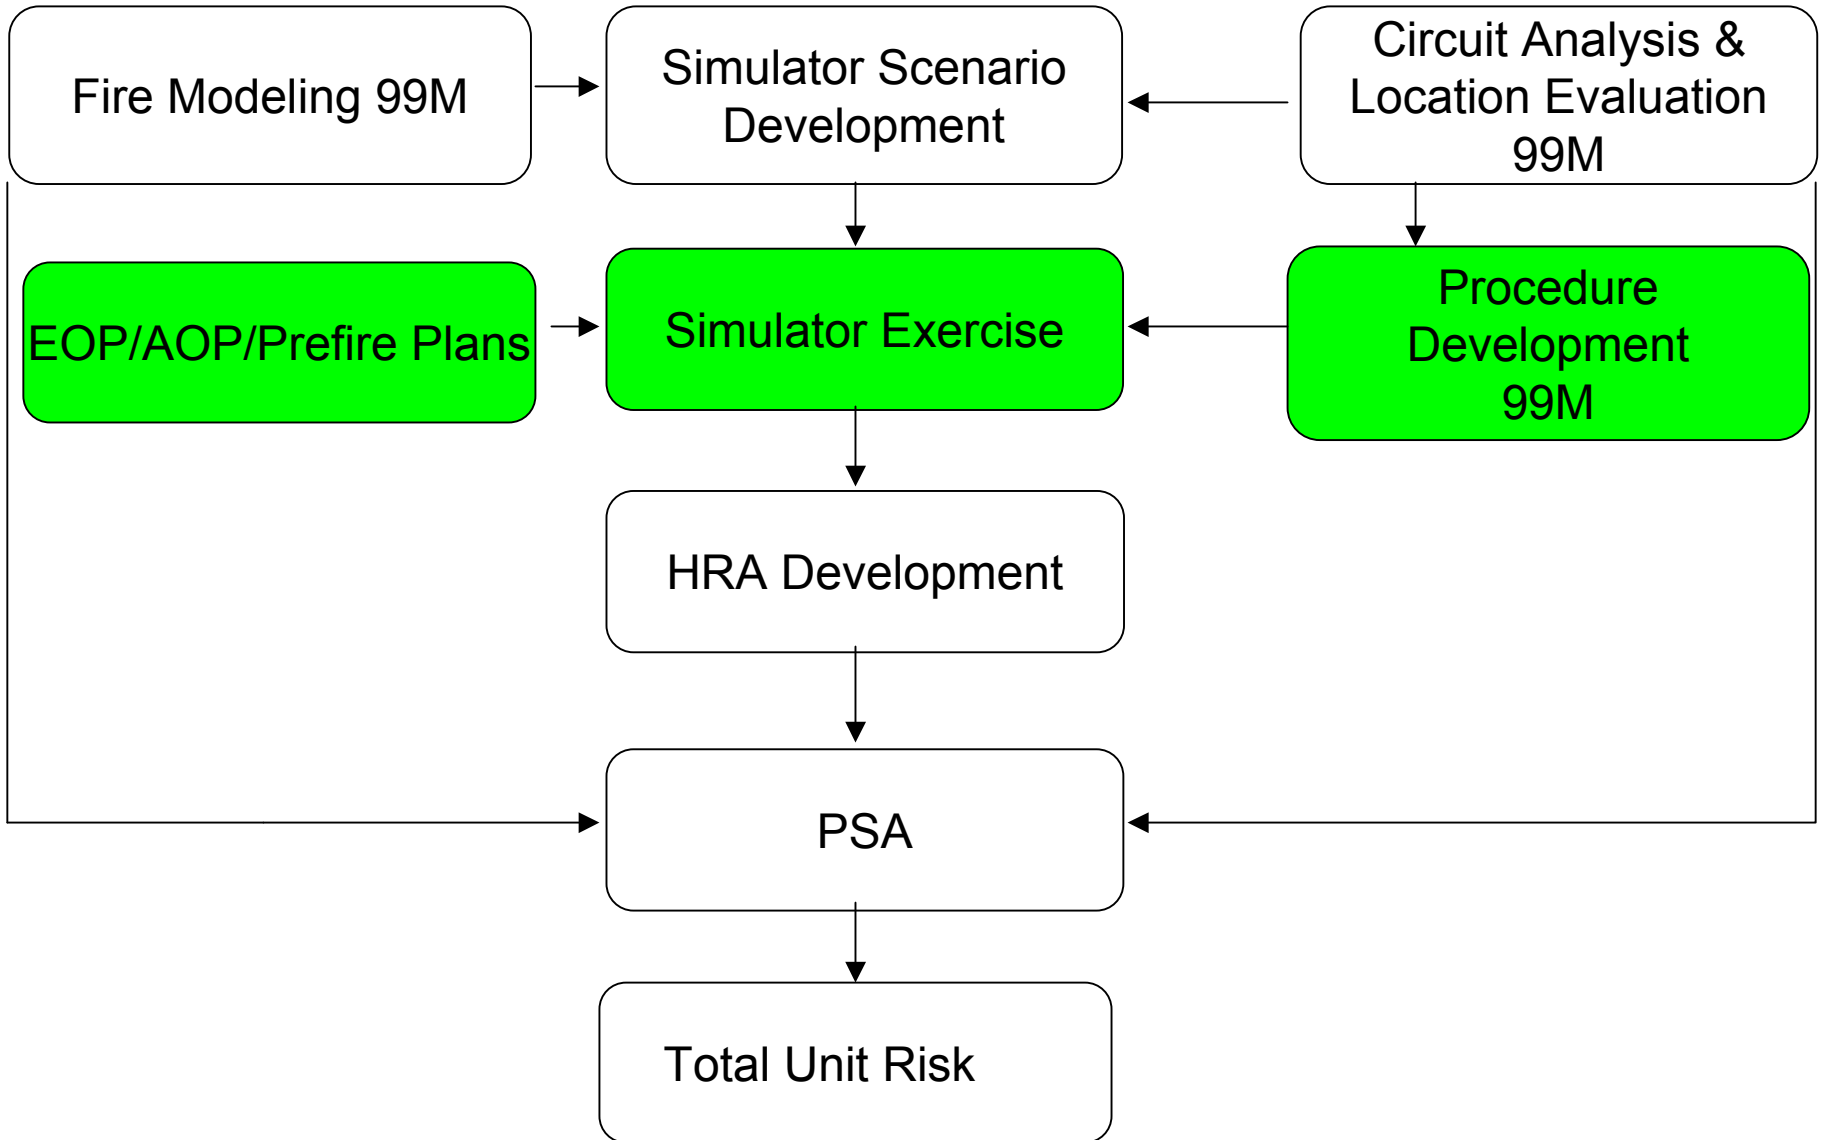 Fire Modeling 99M
Simulator Scenario
Development
Circuit Analysis &
Location Evaluation
99M
EOP/AOP/Prefire Plans
Simulator Exercise
Procedure
Development
99M
HRA Development
PSA
Total Unit Risk